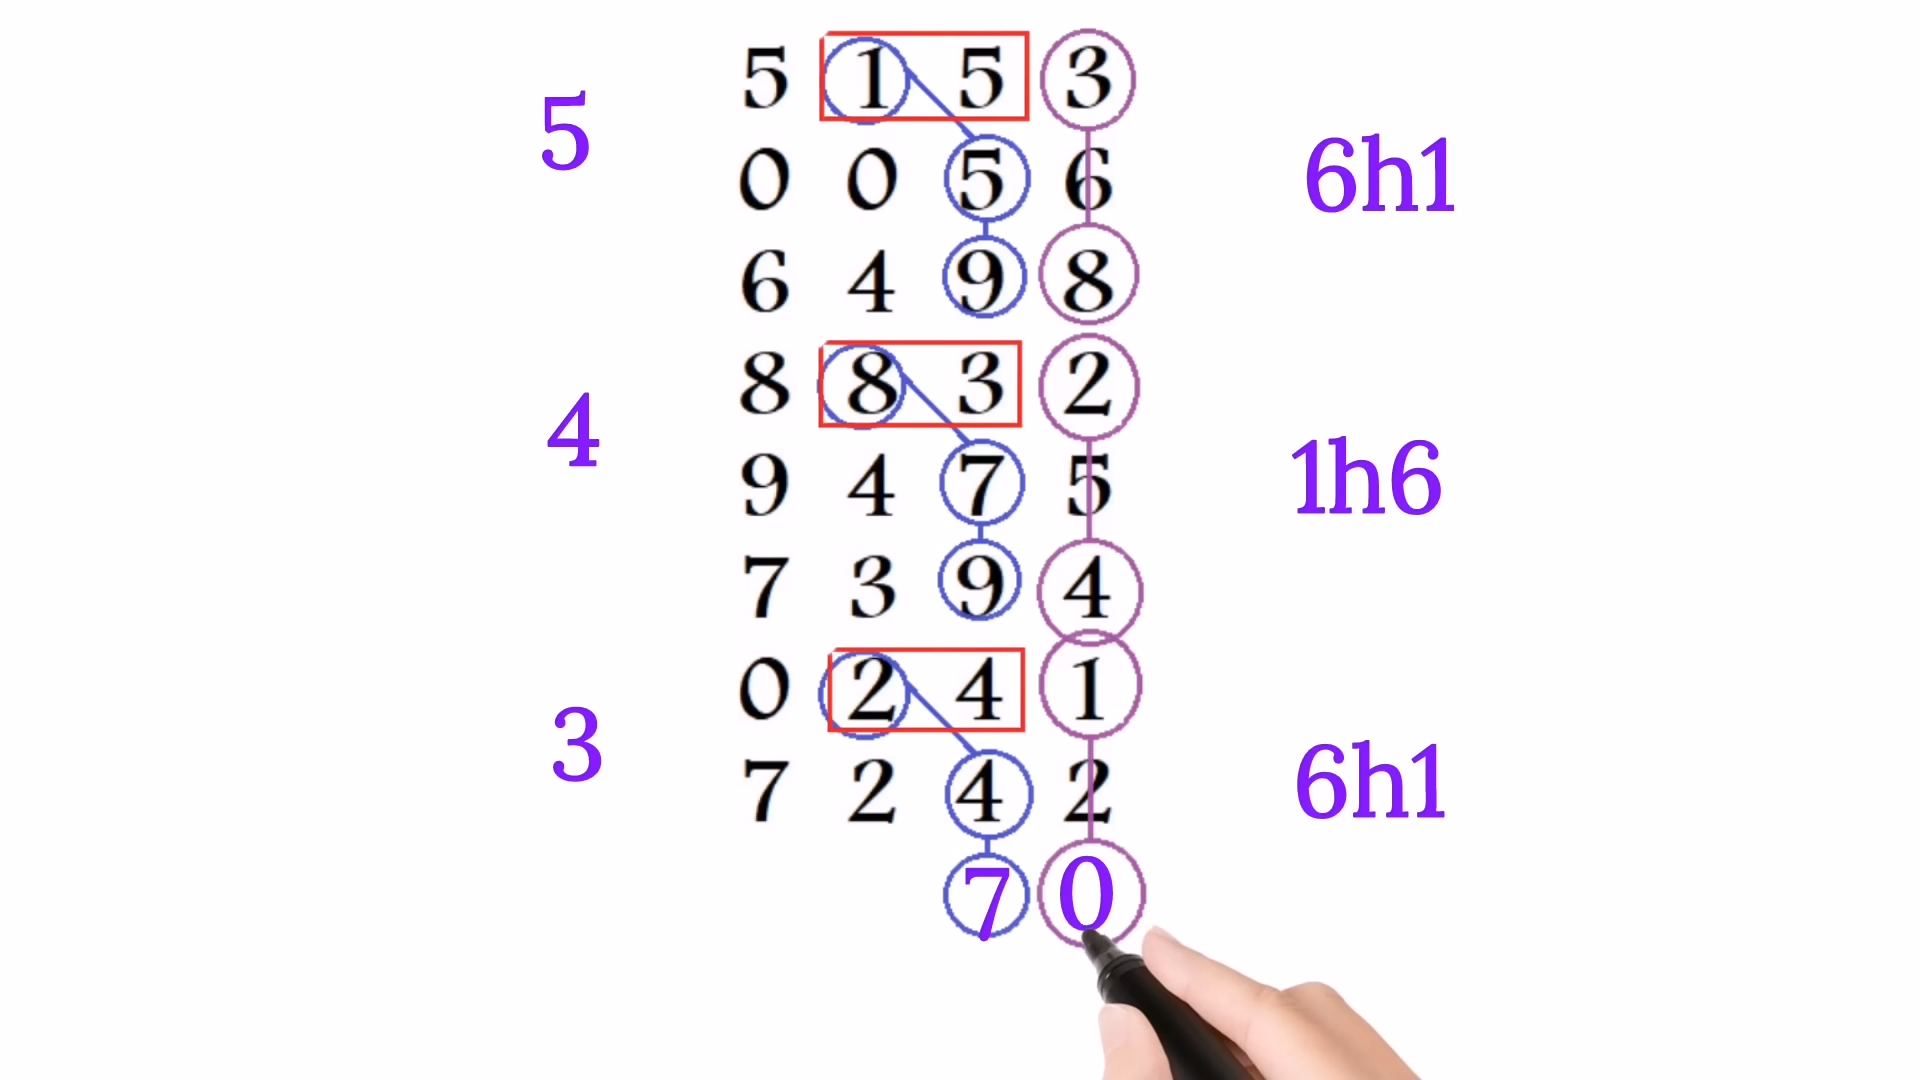 5 1 5 3
5
0 0 5 6
6h1
6 4 9 8
8 8 3 2
4
9 4 7 5
1h6
7 3 9 4
0 2 4 1
3
7 2 4 2
6h1
7 0